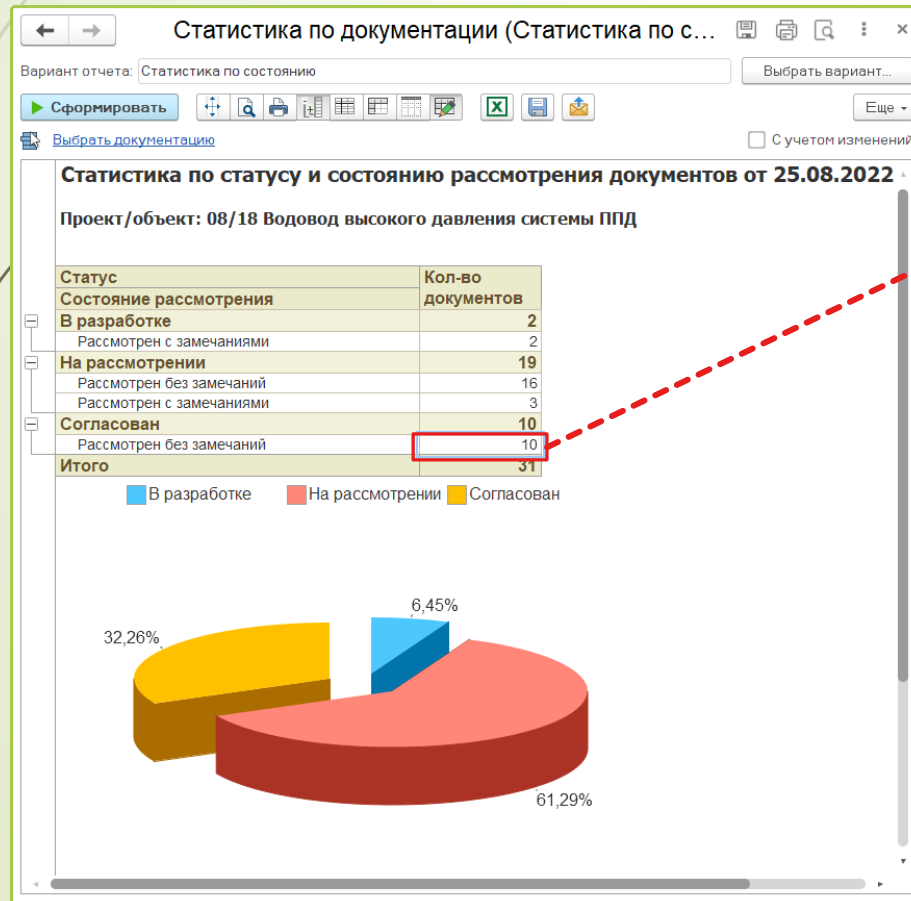 Статистика по документации (Статистика по с...
Вариант отчета: Статистика по состоянию Выбрать вариант...
Сформировать Еще
Выбрать документацию С учетом изменений
Статистика по статусу и состоянию рассмотрения документов от 25.08.2022
Проект/объект: 08/18 Водовод высокого давления системы ППД
Статус Кол-во
Состояние рассмотрения документов
В разработке 2
Рассмотрен с замечаниями 2
На рассмотрении 19
Рассмотрен без замечаний 16
Рассмотрен с замечаниями 3
Согласован 10
Рассмотрен без замечаний 10
Итого 31
В разработке На рассмотрении Согласован
6,45%
32,26%
61,29%